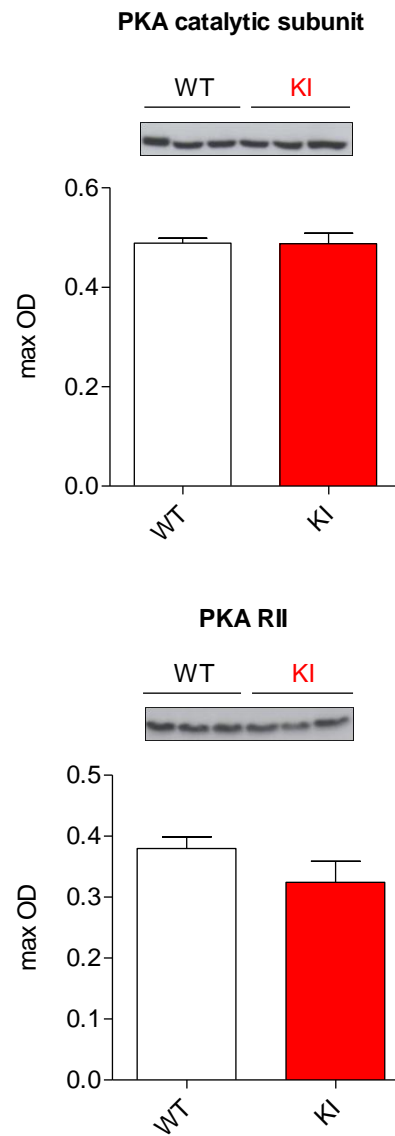 PKA catalytic subunit
WT KI
0.6
0.4
0.2
0.0
max OD
WT KI
PKA RII
WT KI
0.5
0.4
0.3
0.2
0.1
0.0
max OD
WT KI